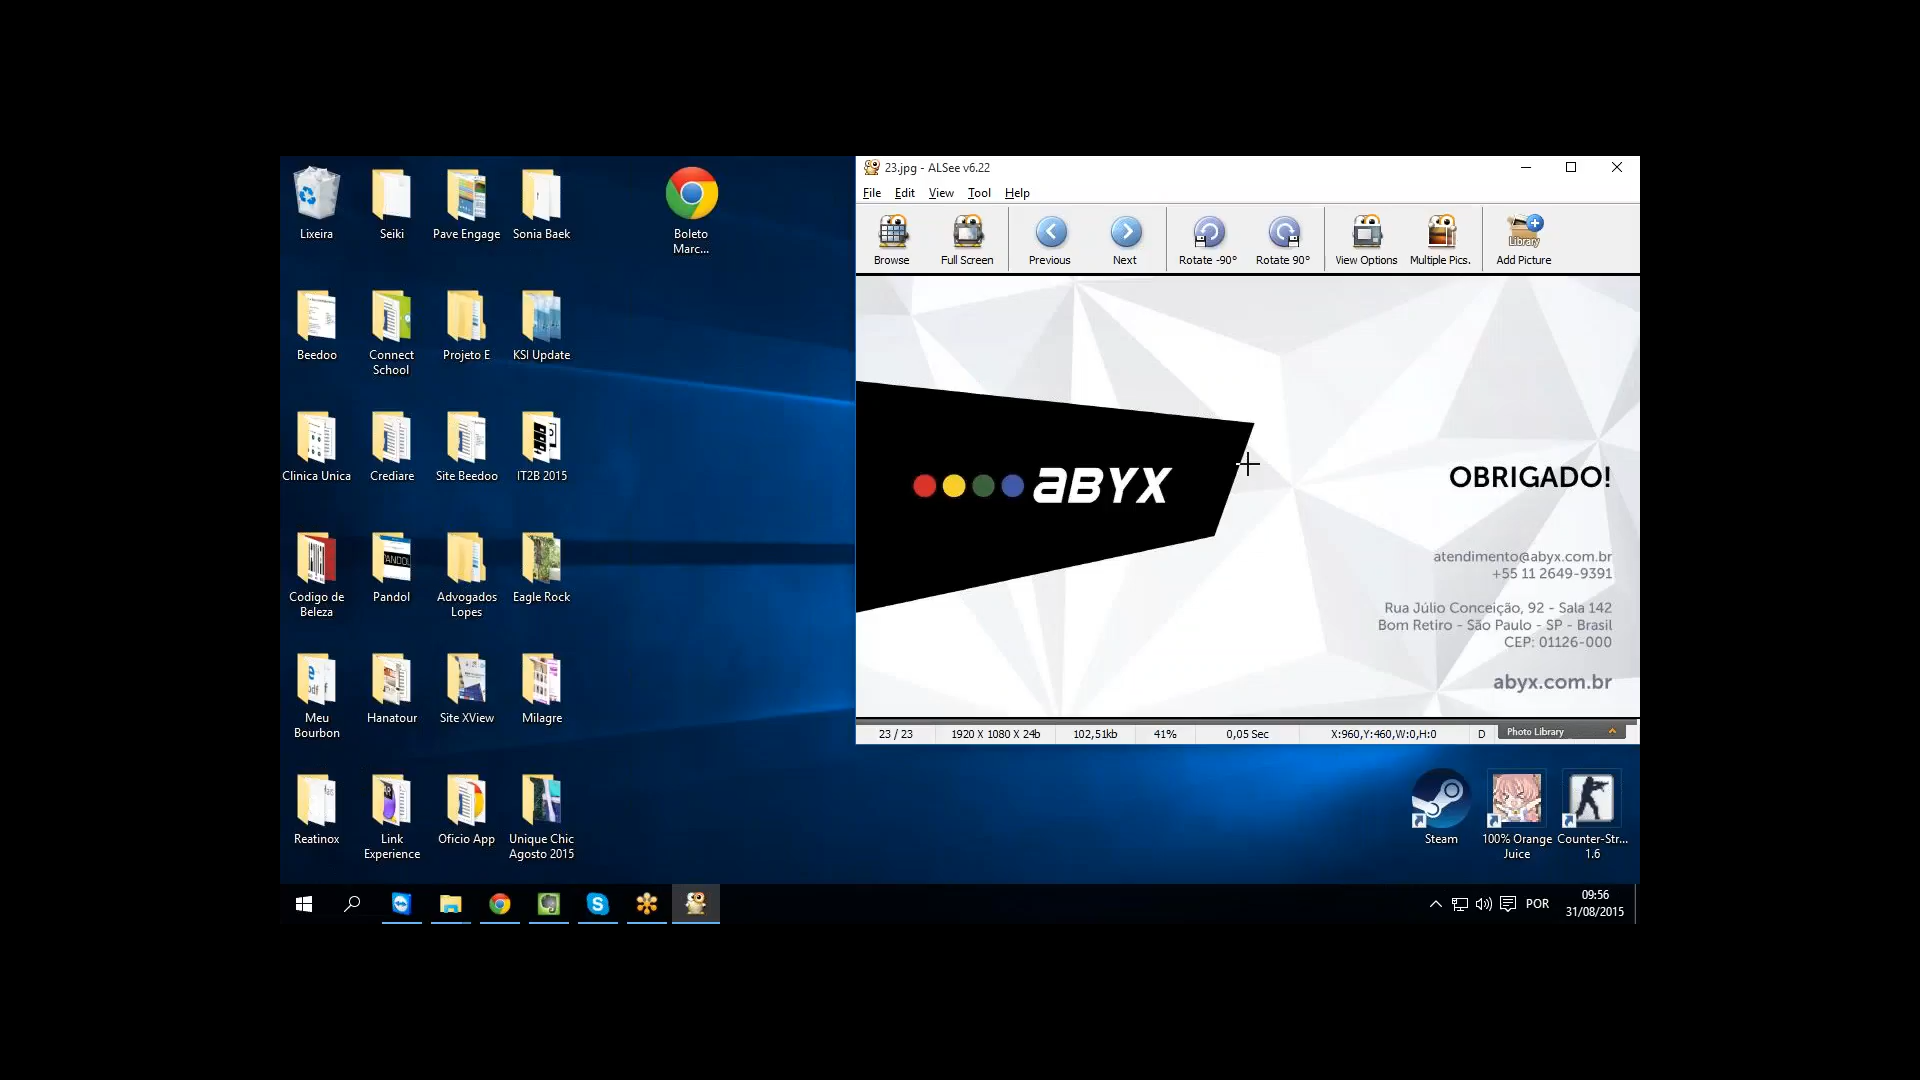 Lixeira
Seiki
Pave Engage
Sonia Baek
Boleto
Marc...
Beedoo
Connect
School
Projeto E
KSI Update
Clinica Unica
Crediare
Site Beedoo
IT2B 2015
Codigo de
Beleza
Pandol
Advogados
Lopes
Eagle Rock
Meu
Bourbon
Hanatour
Site XView
Milagre
Reatinox
Link
Experience
Oficio App
Unique Chic
Agosto 2015
23.jpg - ALSee v6.22
File Edit View Tool Help
Browse
Full Screen
Previous
Next
Rotate -90°
Rotate 90°
View Options
Multiple Pics.
Library
Add Picture
aBYX
OBRIGADO!
atendimento@abyx.com.br
+55 11 2649-9391
Rua Júlio Conceição, 92 - Sala 142
Bom Retiro - São Paulo - SP - Brasil
CEP: 01126-000
abyx.com.br
23 / 23 1920 X 1080 X 24b 102,51kb 41% 0,05 Sec X:960,Y:460,W:0,H:0 D Photo Library
Steam
100% Orange
Juice
Counter-Str...
1.6
POR
09:56
31/08/2015